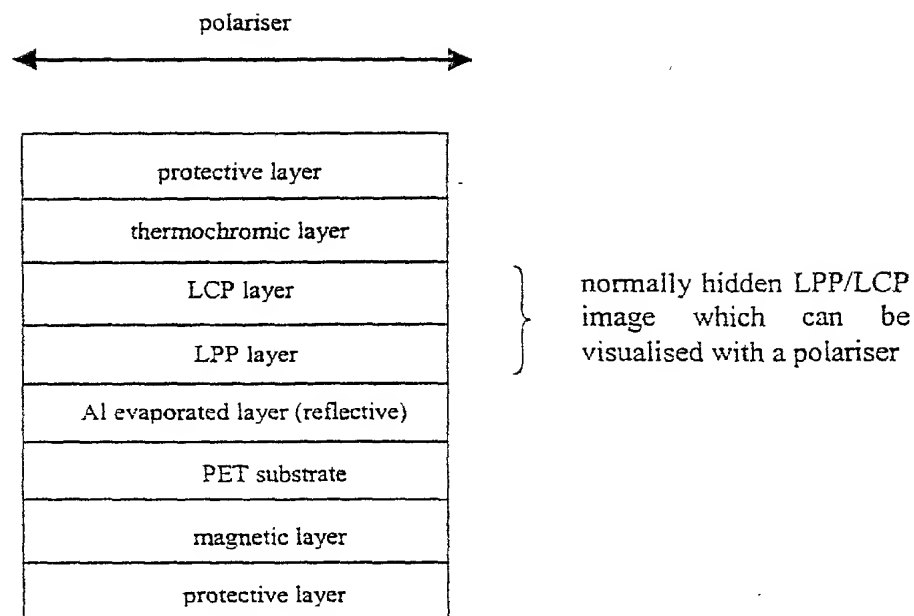 polariser
protective layer
thermochromic layer
LCP layer
normally hidden LPP/LCP
image which can be
visualised with a polariser
LPP layer
Al evaporated layer (reflective)
PET substrate
magnetic layer
protective layer